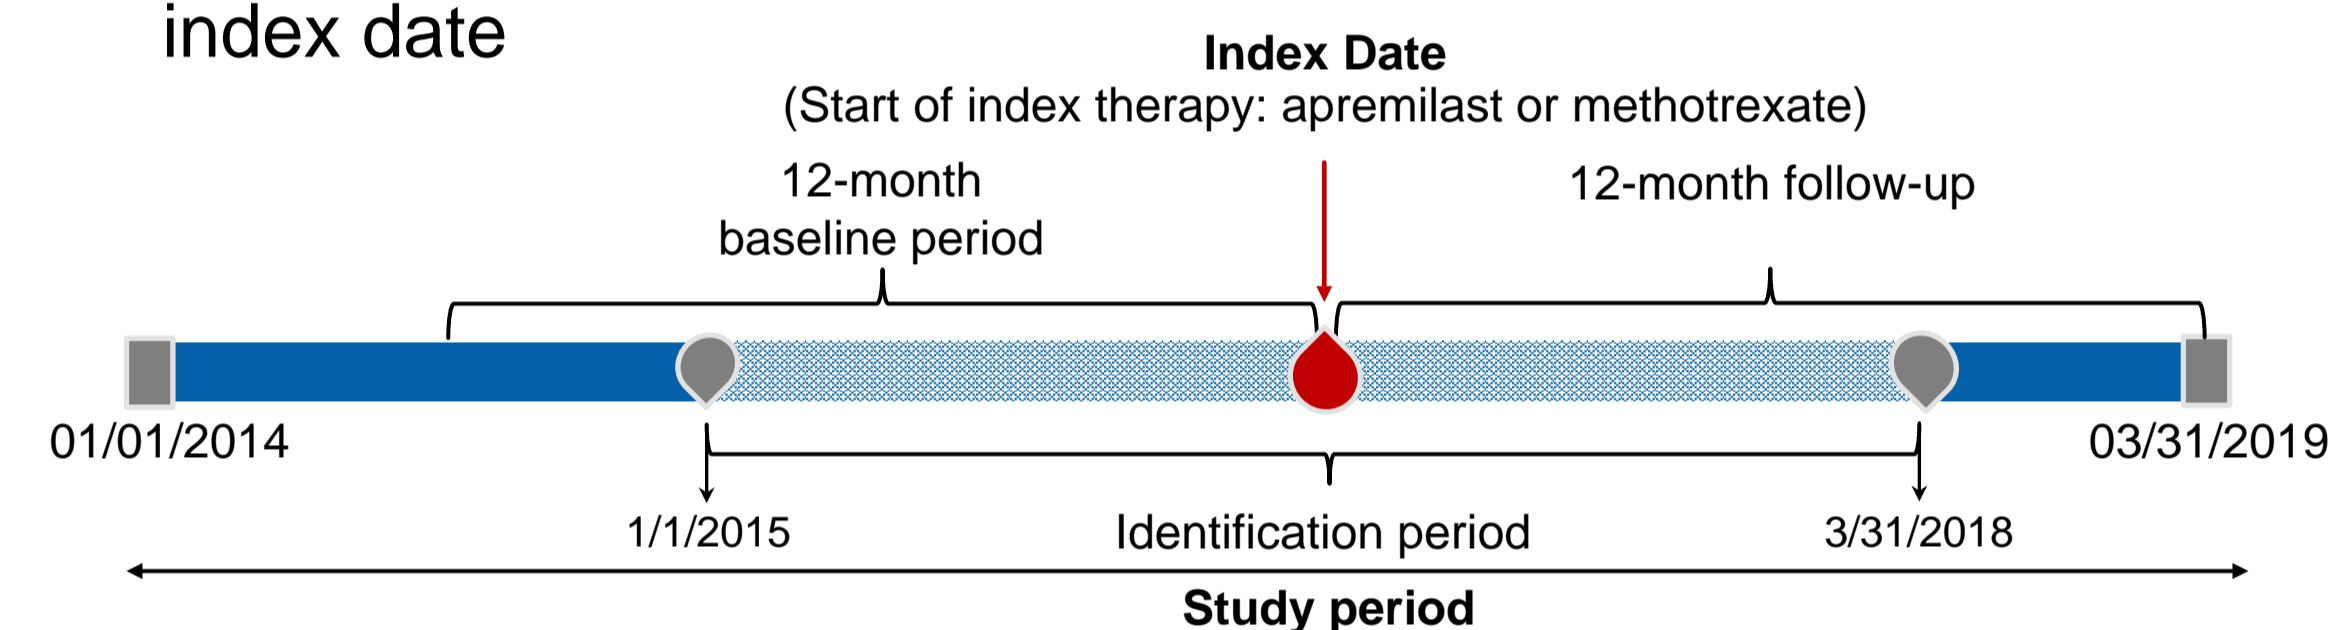 index date
Index Date
(Start of index therapy: apremilast or methotrexate)
12-month
baseline period
12-month follow-up
01/01/2014
03/31/2019
1/1/2015
Identification period
3/31/2018
Study period